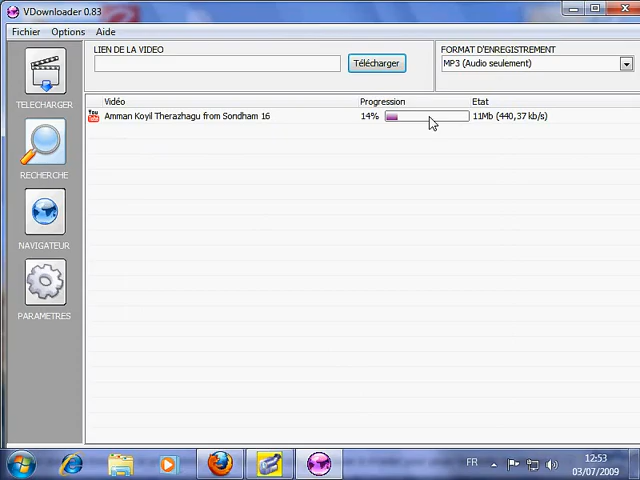 VDownloader 0.83
Fichier Options Aide
LIEN DE LA VIDEO
FORMAT D'ENREGISTREMENT
Télécharger
MP3 (Audio seulement)
TELECHARGER
RECHERCHE
NAVIGATEUR
PARAMETRES
Vidéo Progression Etat
You Tube Amman Koyil Therazhagu from Sondham 16 14% 11Mb (440,37 kb/s)
FR
12:53
03/07/2009